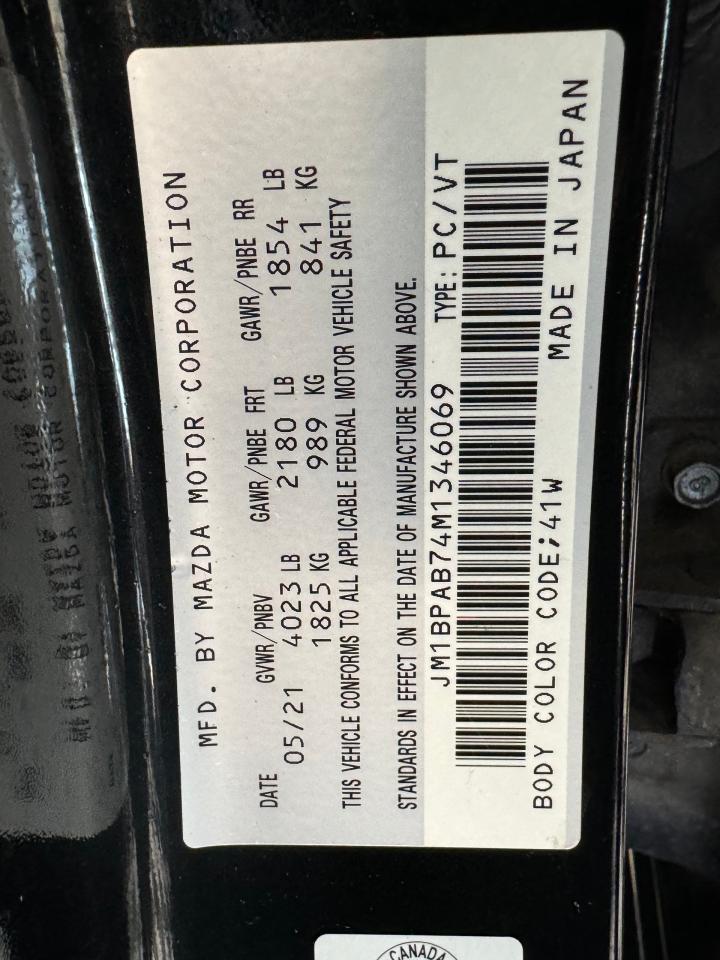 MFD. BY MAZDA MOTOR CORPORATION
DATE GVWR/PNBV GAWR/PNBE FRT GAWR/PNBE RR
05/21 4023 LB 2180 LB 1854 LB
1825 KG 989 KG 841 KG
THIS VEHICLE CONFORMS TO ALL APPLICABLE FEDERAL MOTOR VEHICLE SAFETY
STANDARDS IN EFFECT ON THE DATE OF MANUFACTURE SHOWN ABOVE.
JM1BPAB74M1346069 TYPE: PC/VT
BODY COLOR CODE;41W MADE IN JAPAN
CANADA